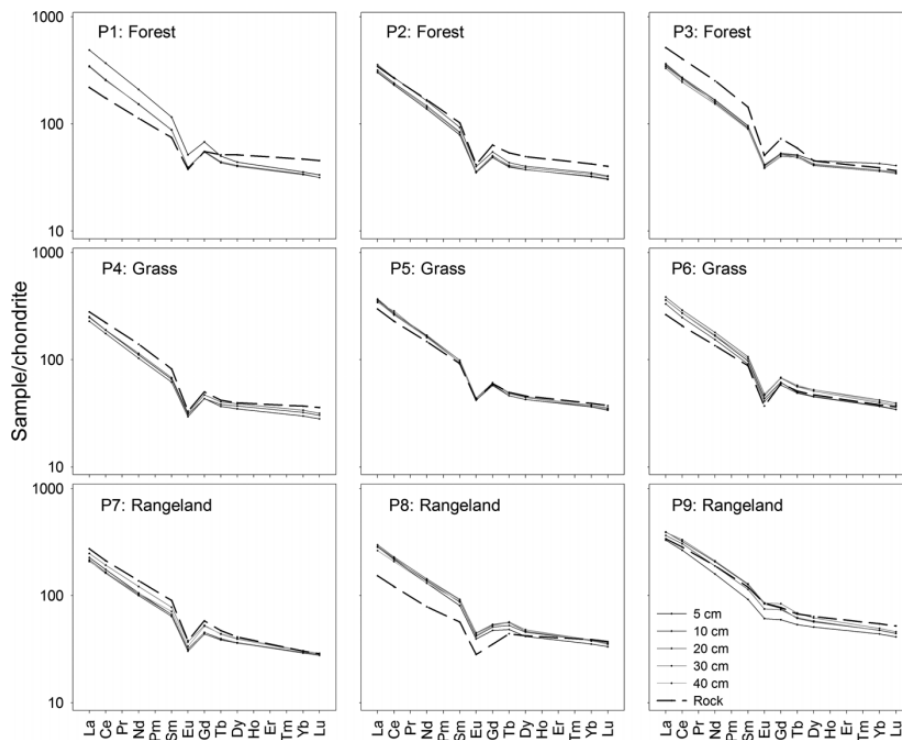 1000
100
10
P1: Forest
P2: Forest
P3: Forest
1000
100
10
P4: Grass
P5: Grass
P6: Grass
Sample/chondrite
1000
100
10
P7: Rangeland
P8: Rangeland
P9: Rangeland
5 cm
10 cm
20 cm
30 cm
40 cm
Rock
La Ce Pr Nd Pm Sm Eu Gd Tb Dy Ho Er Tm Yb Lu
La Ce Pr Nd Pm Sm Eu Gd Tb Dy Ho Er Tm Yb Lu
La Ce Pr Nd Pm Sm Eu Gd Tb Dy Ho Er Tm Yb Lu